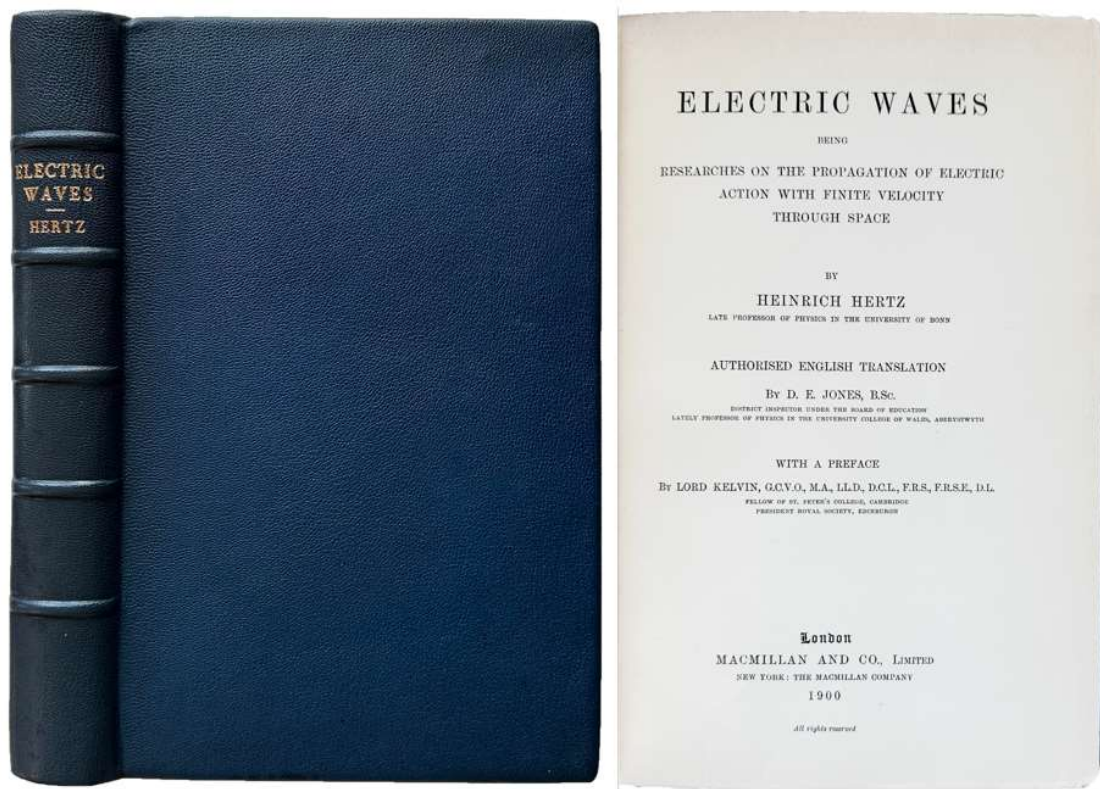 ELECTRIC
WAVES
HERTZ
ELECTRIC WAVES
BEING
RESEARCHES ON THE PROPAGATION OF ELECTRIC
ACTION WITH FINITE VELOCITY
THROUGH SPACE
BY
HEINRICH HERTZ
LATE PROFESSOR OF PHYSICS IN THE UNIVERSITY OF BONN
AUTHORISED ENGLISH TRANSLATION
By D. E. JONES, B.Sc.
DISTRICT INSPECTOR UNDER THE BOARD OF EDUCATION
LATELY PROFESSOR OF PHYSICS IN THE UNIVERSITY COLLEGE OF WALES, ABERYSTWYTH
WITH A PREFACE
By LORD KELVIN, G.C.V.O., M.A., LL.D., D.C.L., F.R.S., F.R.S.E., D.L.
FELLOW OF ST. PETER'S COLLEGE, CAMBRIDGE
PRESIDENT ROYAL SOCIETY, EDINBURGH
London
MACMILLAN AND CO., Limited
NEW YORK: THE MACMILLAN COMPANY
1900
All rights reserved